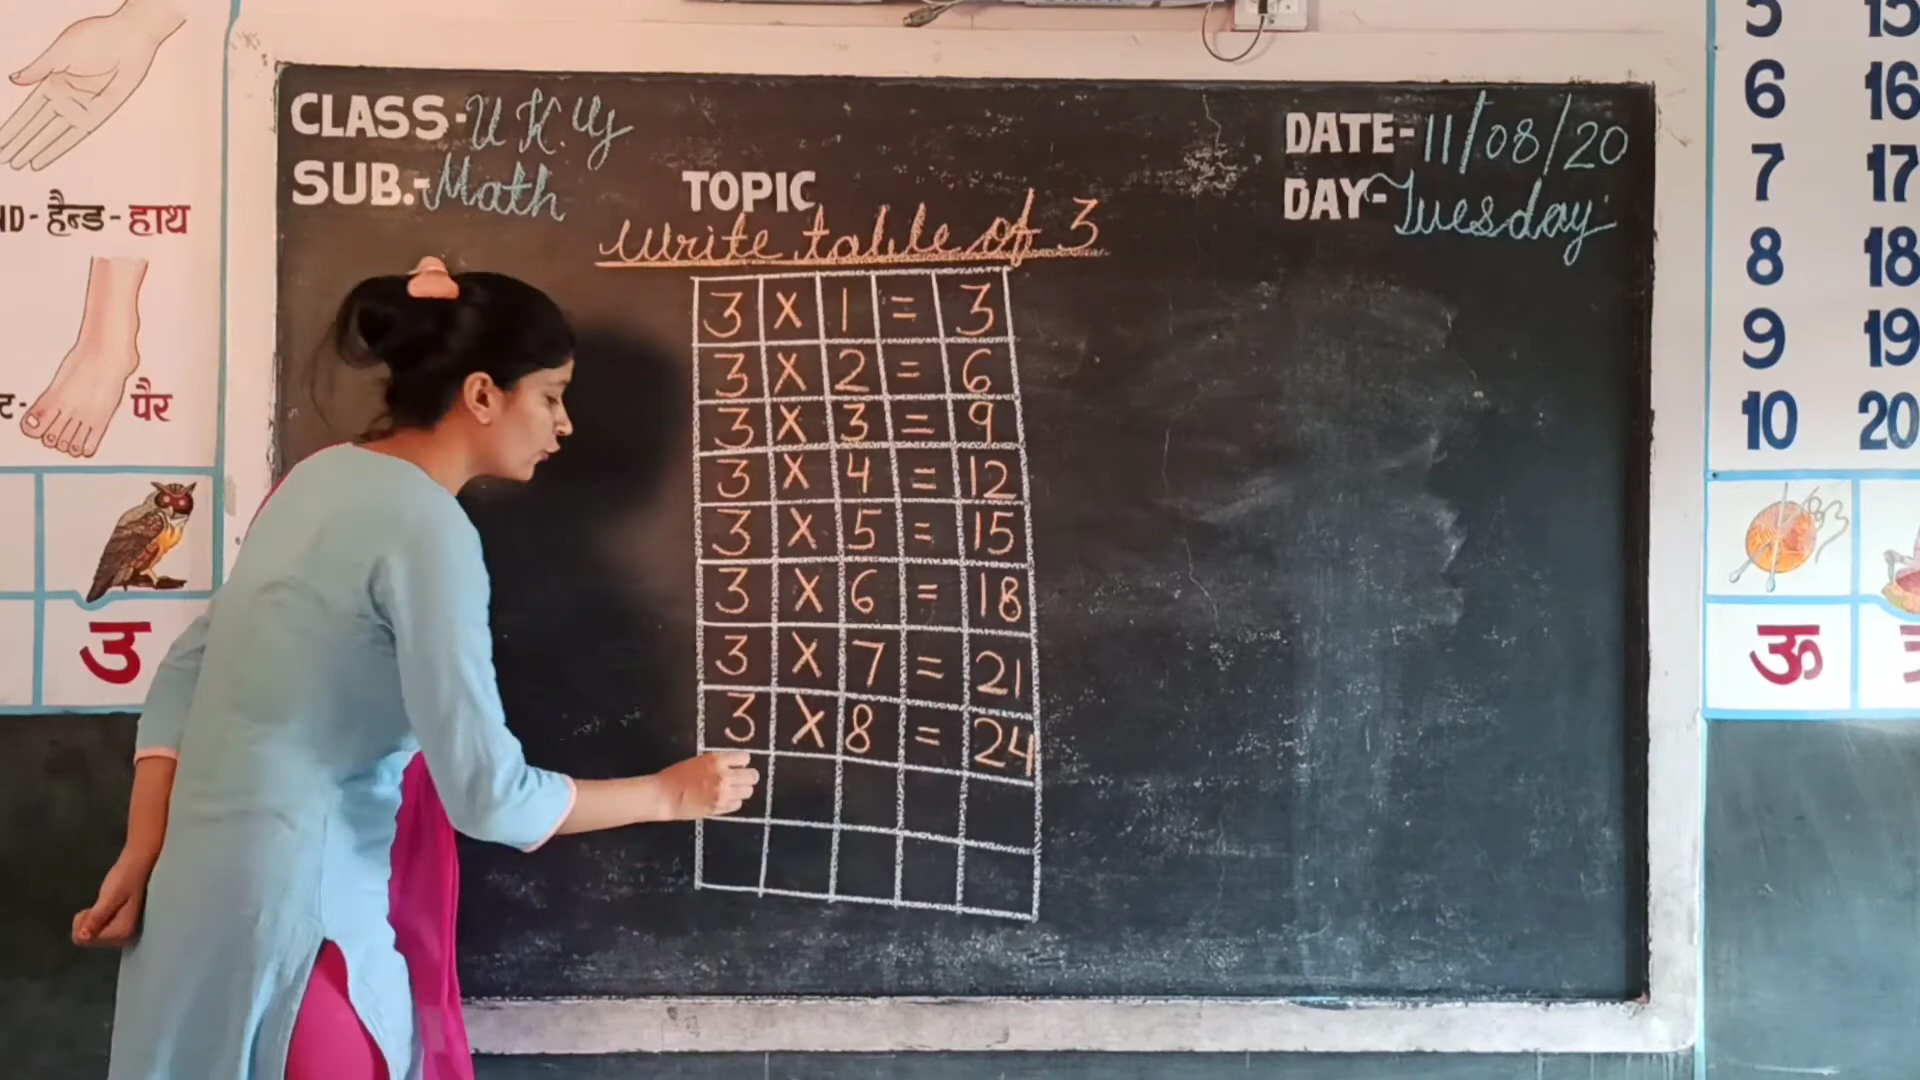 CLASS-U.K.G
SUB.-Math
TOPIC
Write table of 3
DATE-11/08/20
DAY-Tuesday
3 X 1 = 3
3 X 2 = 6
3 X 3 = 9
3 X 4 = 12
3 X 5 = 15
3 X 6 = 18
3 X 7 = 21
3 X 8 = 24
ND-हैन्ड-हाथ
ट-पैर
उ
5 15
6 16
7 17
8 18
9 19
10 20
ऊ